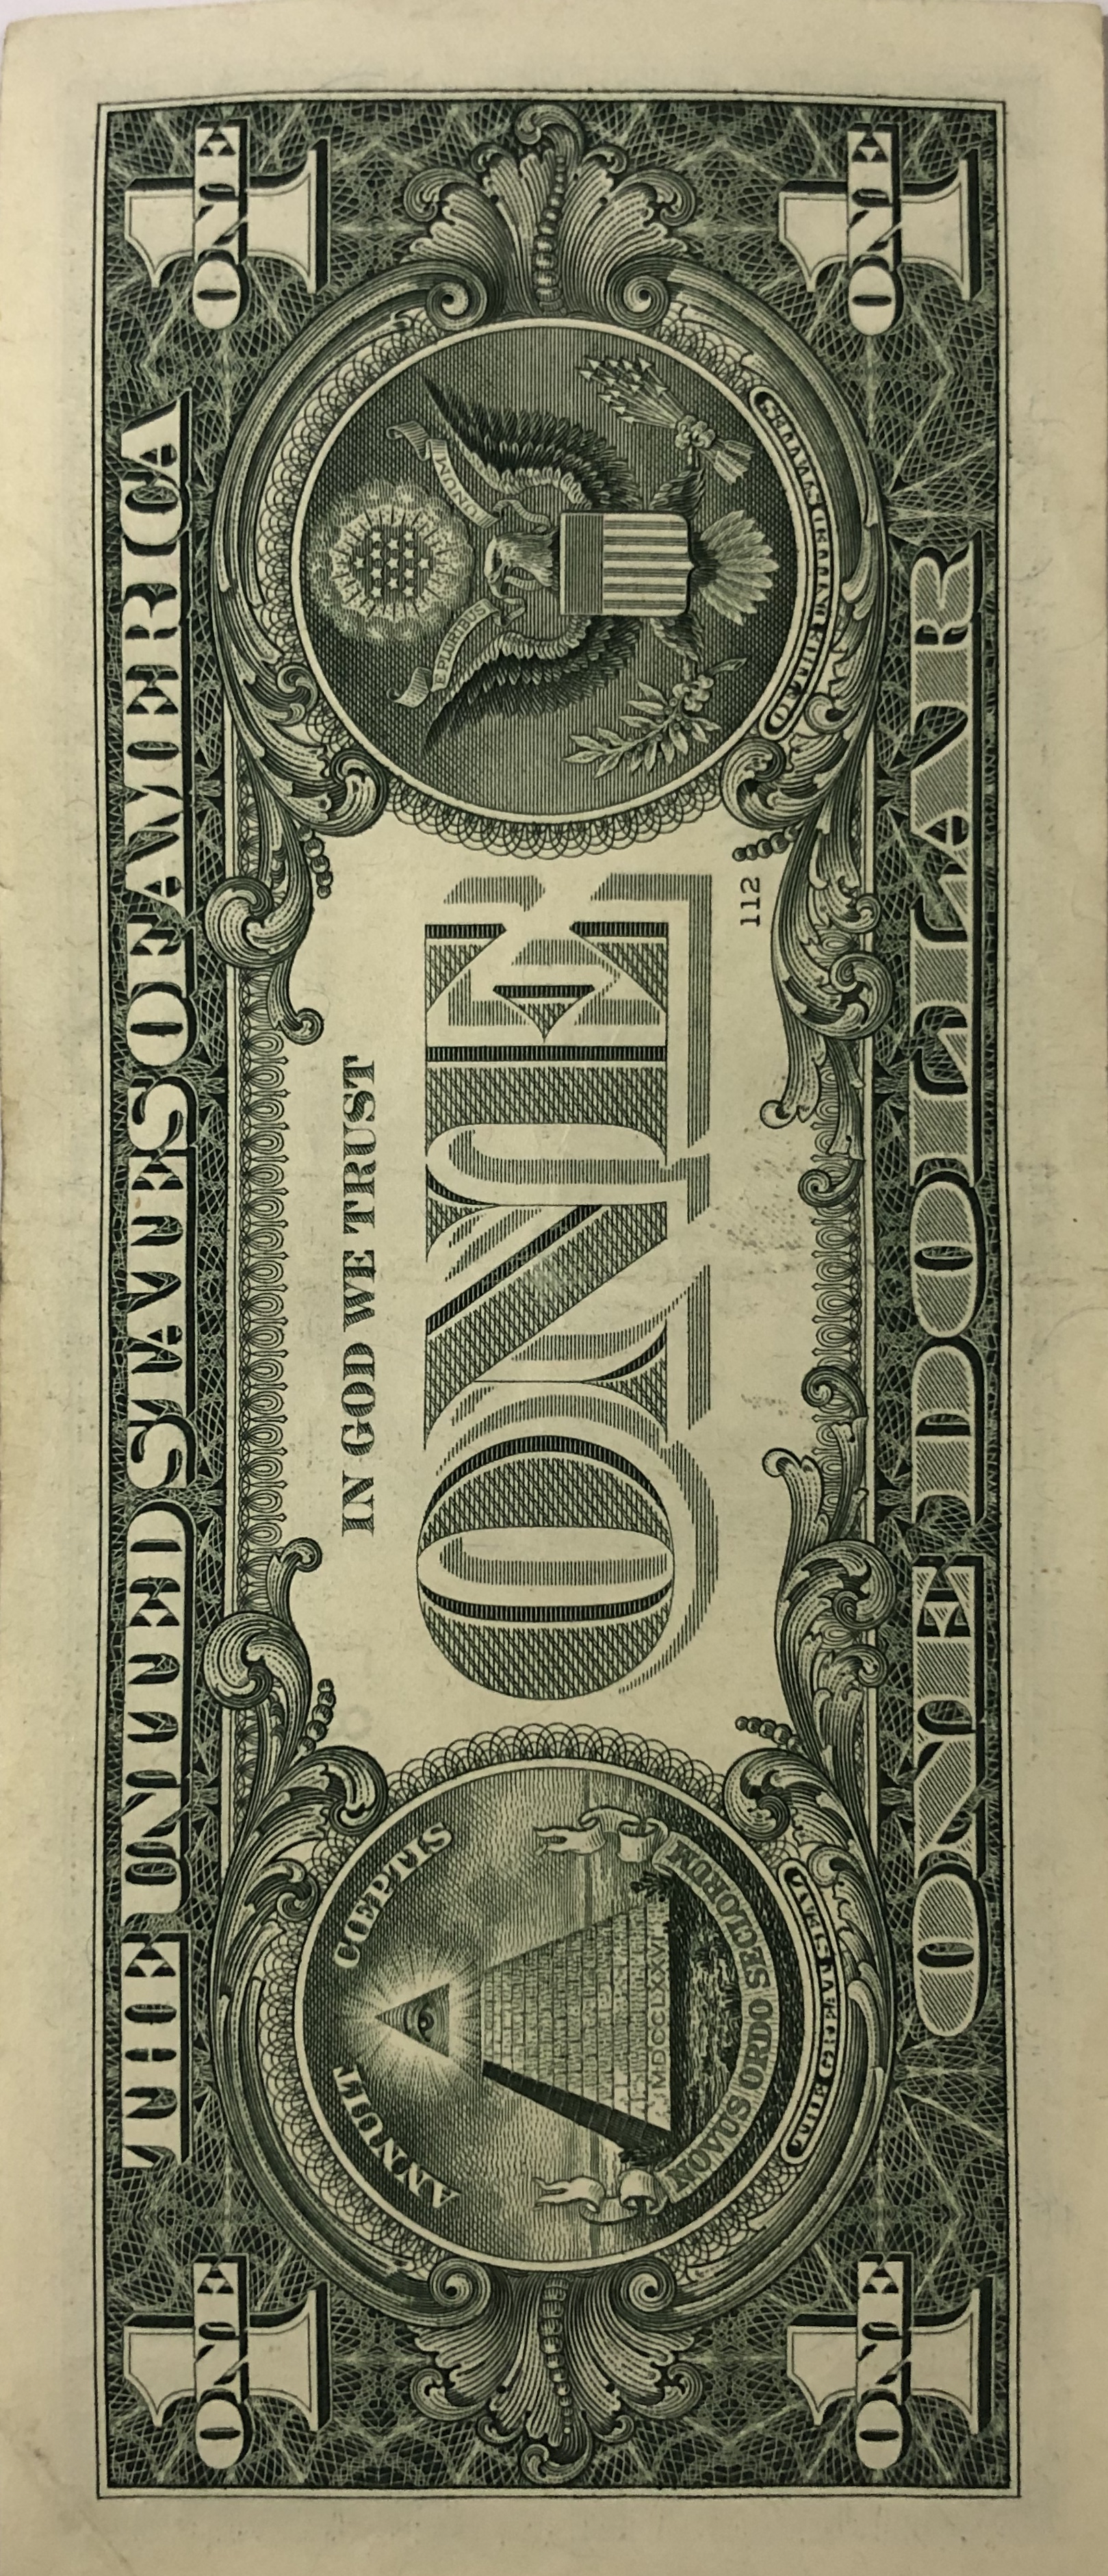 THE UNITED STATES OF AMERICA
1
ONE
1
ONE
IN GOD WE TRUST
ANNUIT
CŒPTIS
MDCCLXXVI
NOVUS ORDO SECLORUM
THE GREAT SEAL
ONE
E PLURIBUS
UNUM
OF THE UNITED STATES
112
1
ONE
ONE DOLLAR
1
ONE